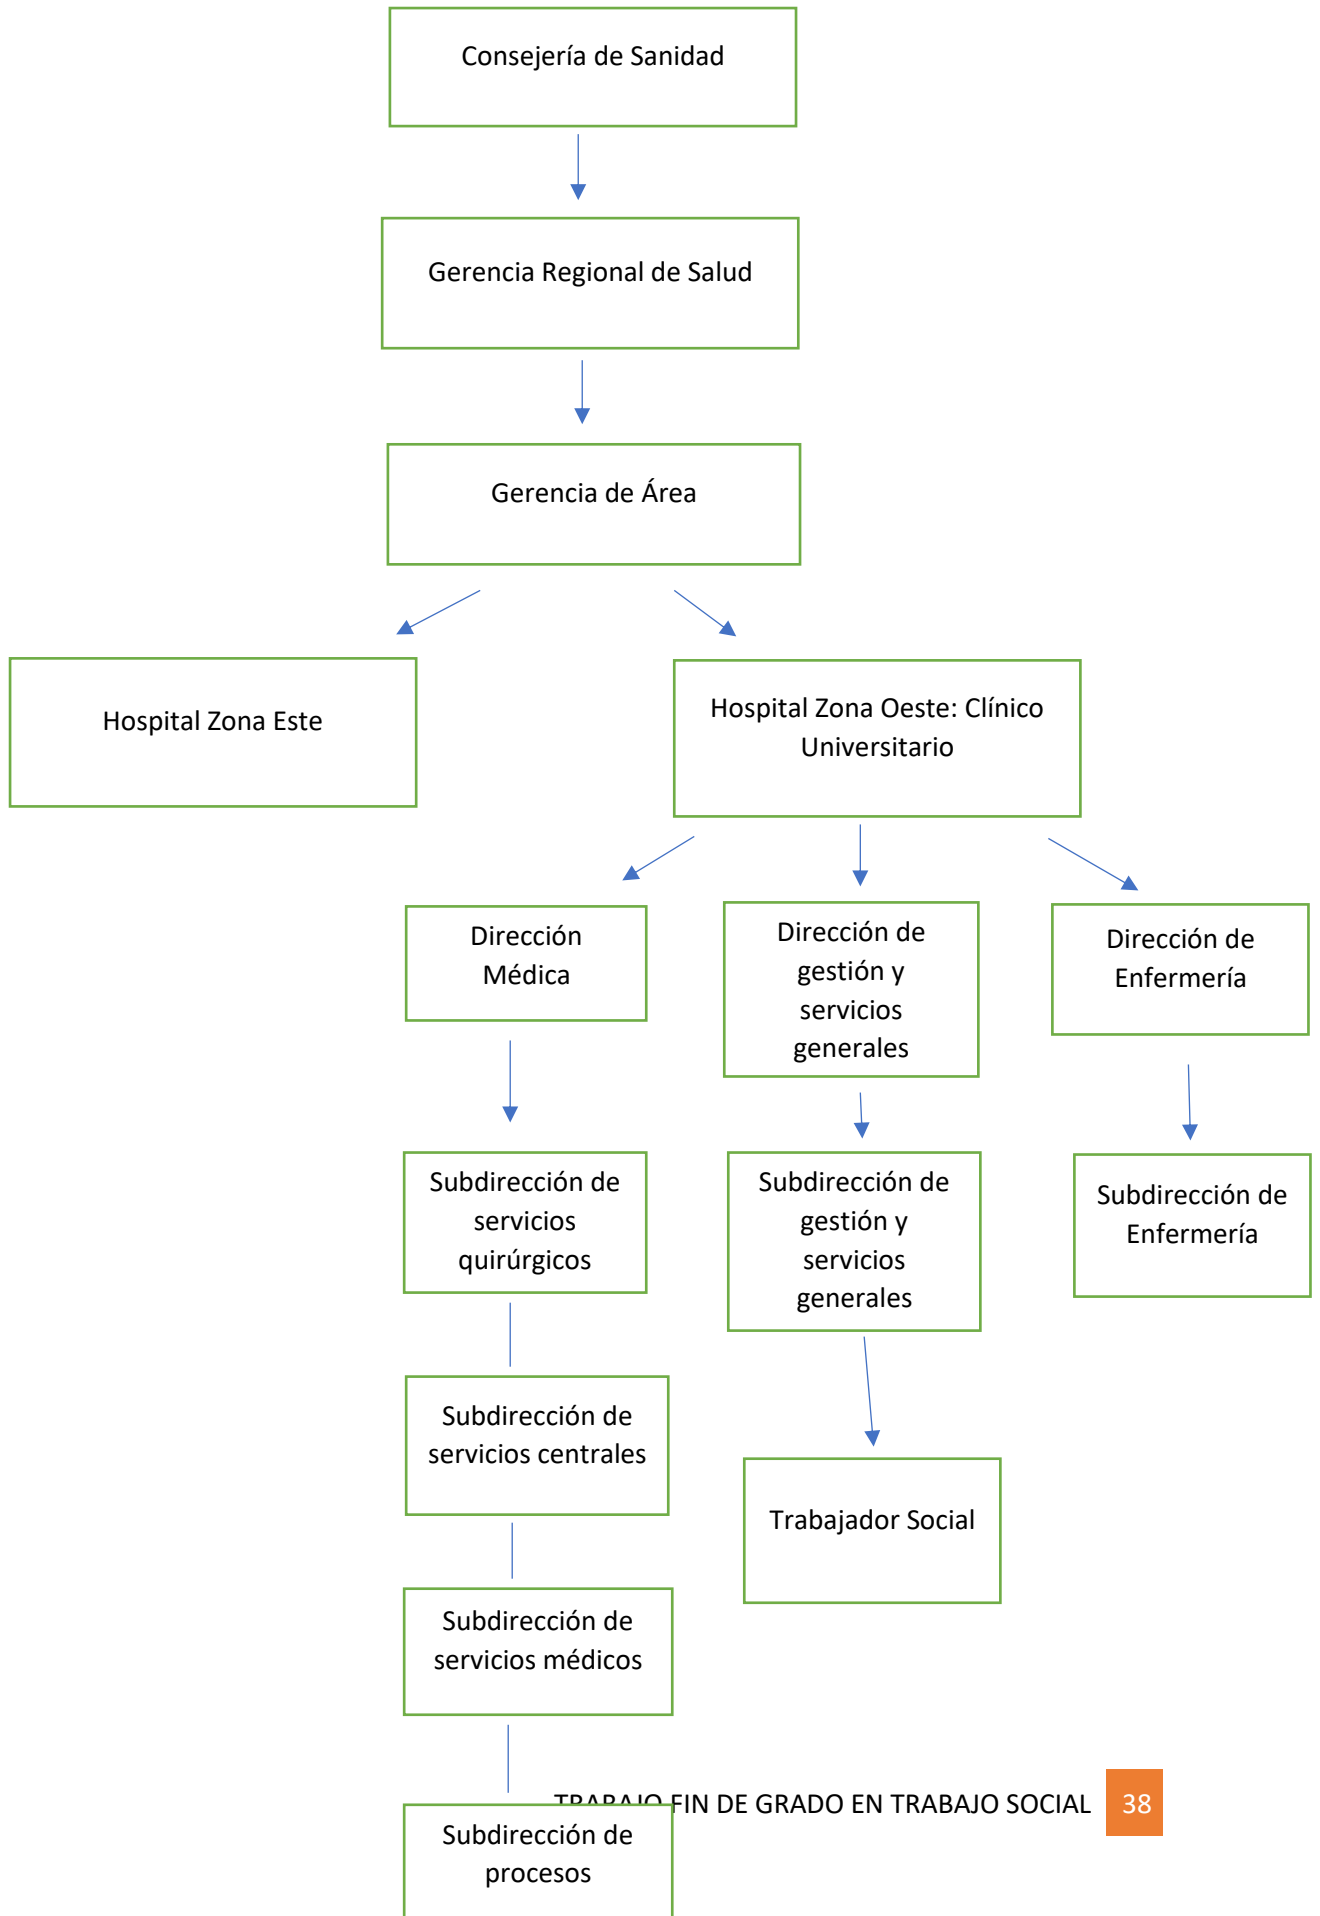 Consejería de Sanidad
Gerencia Regional de Salud
Gerencia de Área
Hospital Zona Este
Hospital Zona Oeste: Clínico
Universitario
Dirección
Médica
Dirección de
gestión y
servicios
generales
Dirección de
Enfermería
Subdirección de
servicios
quirúrgicos
Subdirección de
gestión y
servicios
generales
Subdirección de
Enfermería
Subdirección de
servicios centrales
Trabajador Social
Subdirección de
servicios médicos
TRABAJO FIN DE GRADO EN TRABAJO SOCIAL 38
Subdirección de
procesos